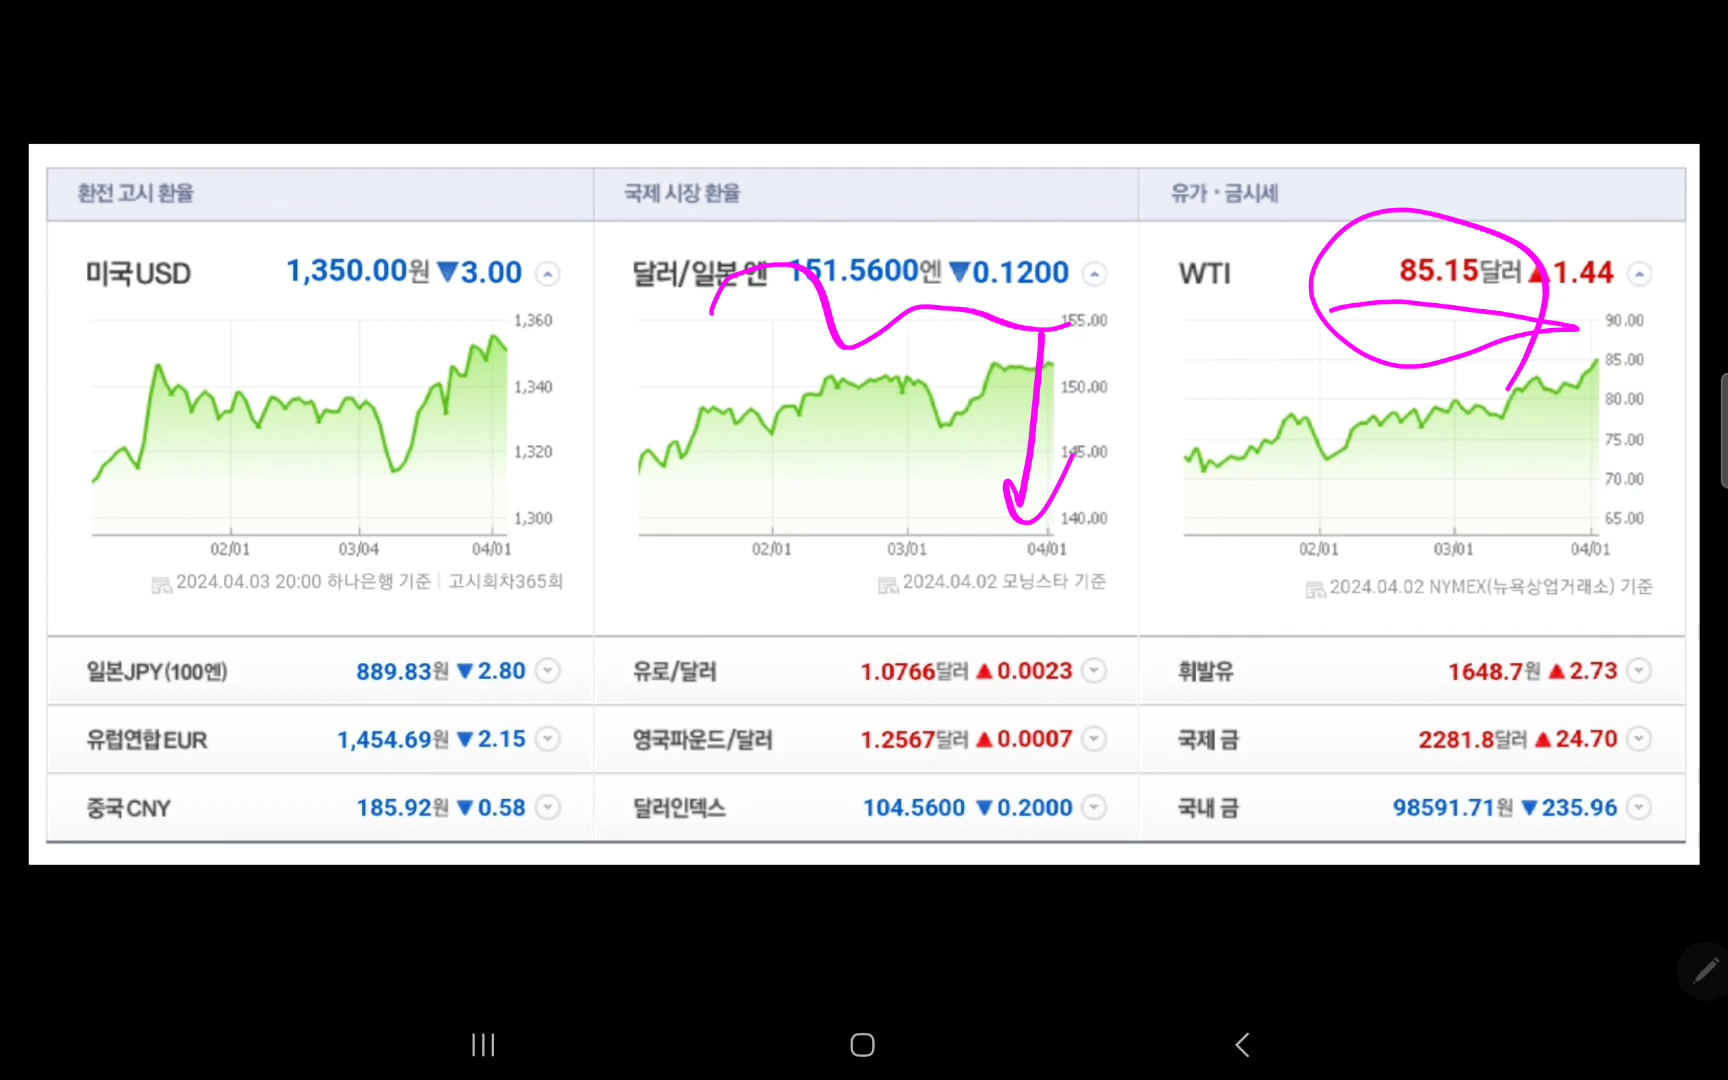 환전 고시 환율
국제 시장 환율
유가·금시세
미국 USD 1,350.00원 ▼3.00
달러/일본 엔 151.5600엔 ▼0.1200
WTI 85.15달러 ▲1.44
1,360
1,340
1,320
1,300
02/01 03/04 04/01
2024.04.03 20:00 하나은행 기준 | 고시회차365회
155.00
150.00
145.00
140.00
02/01 03/01 04/01
2024.04.02 모닝스타 기준
90.00
85.00
80.00
75.00
70.00
65.00
02/01 03/01 04/01
2024.04.02 NYMEX(뉴욕상업거래소) 기준
일본 JPY(100엔) 889.83원 ▼2.80
유럽연합 EUR 1,454.69원 ▼2.15
중국 CNY 185.92원 ▼0.58
유로/달러 1.0766달러 ▲0.0023
영국파운드/달러 1.2567달러 ▲0.0007
달러인덱스 104.5600 ▼0.2000
휘발유 1648.7원 ▲2.73
국제 금 2281.8달러 ▲24.70
국내 금 98591.71원 ▼235.96